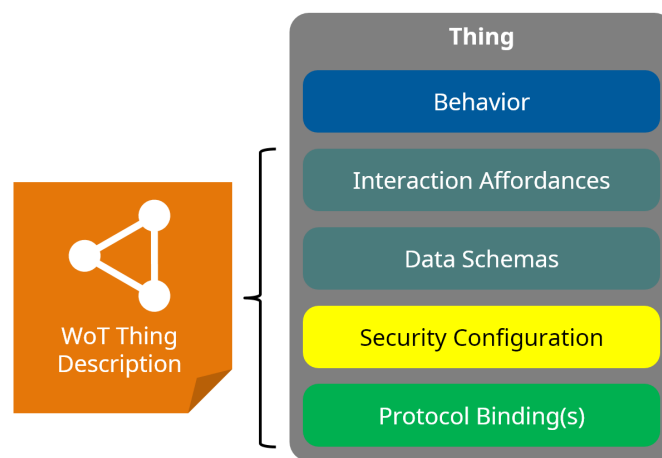 Thing
Behavior
Interaction Affordances
Data Schemas
Security Configuration
Protocol Binding(s)
WoT Thing
Description